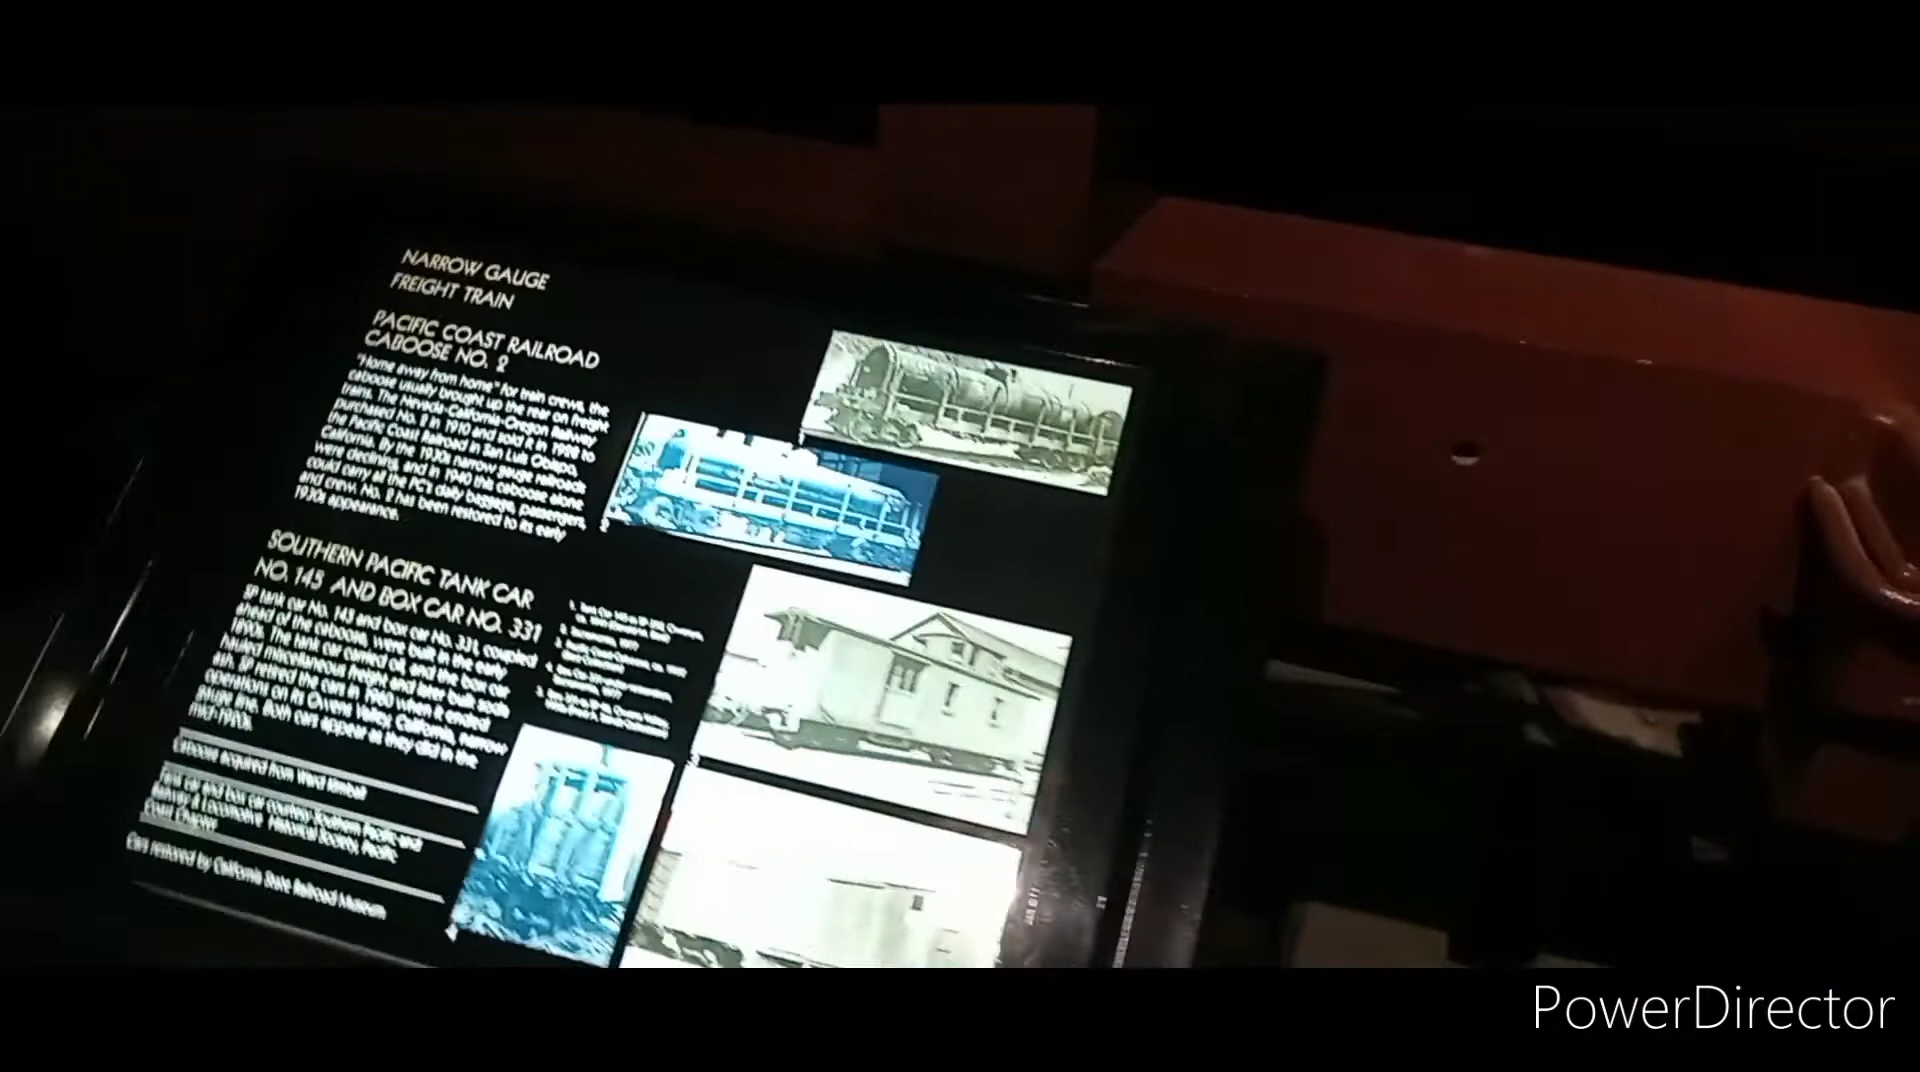 NARROW GAUGE
FREIGHT TRAIN
PACIFIC COAST RAILROAD
CABOOSE NO. 2
"Home away from home" for train crews, the
caboose usually brought up the rear on freight
trains. The Nevada-California-Oregon Railway
purchased No. in 1910 and sold it in 1928 to
the Pacific Coast Railroad in San Luis Obispo,
California. By the 1930s narrow gauge railroads
were declining, and in 1940 this caboose alone
could carry all the PC's daily baggage, passengers,
and crew. No. 2 has been restored to its early
1930s appearance.
SOUTHERN PACIFIC TANK CAR
NO. 145 AND BOX CAR NO. 331
SP tank car No. and box car No. 331, coupled
ahead of the caboose, were built in the early
The tank car carried oil, and the box car
hauled miscellaneous freight and later bulk soda
ash. SP retired the cars in 1960 when it ended
operations on its Owens Valley, California, narrow
gauge line. Both cars appear as they did in the
Caboose acquired from Ward Kimball
Tank car and box car courtesy Southern Pacific and
Railway & Locomotive Historical Society, Pacific
Coast Chapter
Cars restored by California State Railroad Museum
PowerDirector